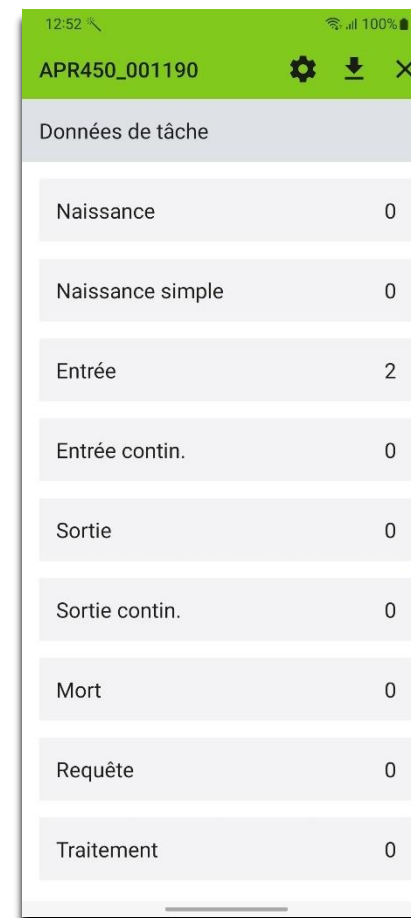 12:52 100%
APR450_001190
Données de tâche
Naissance 0
Naissance simple 0
Entrée 2
Entrée contin. 0
Sortie 0
Sortie contin. 0
Mort 0
Requête 0
Traitement 0